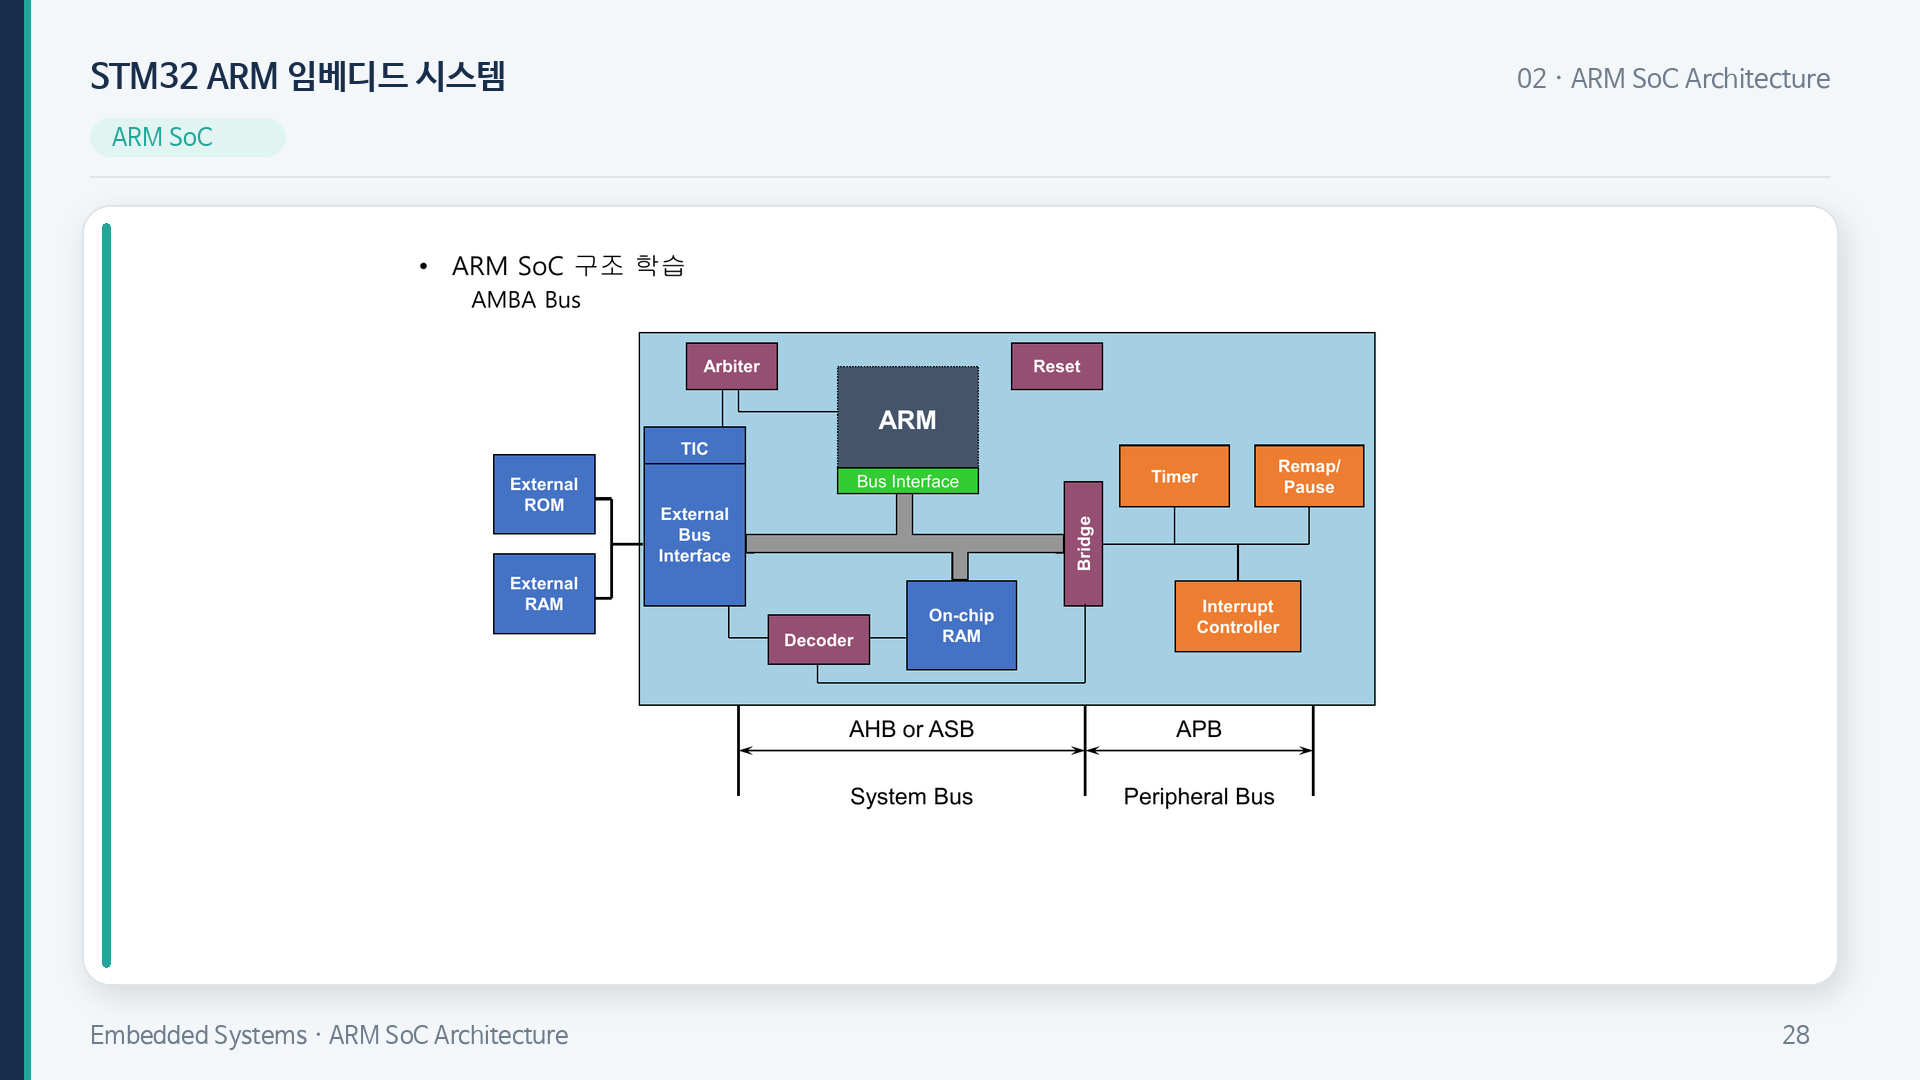 STM32 ARM 임베디드 시스템
02 · ARM SoC Architecture
ARM SoC
• ARM SoC 구조 학습
AMBA Bus
Arbiter
Reset
ARM
TIC
Bus Interface
External
ROM
External
Bus
Interface
Timer
Remap/
Pause
Bridge
External
RAM
Decoder
On-chip
RAM
Interrupt
Controller
AHB or ASB
APB
System Bus
Peripheral Bus
Embedded Systems · ARM SoC Architecture
28